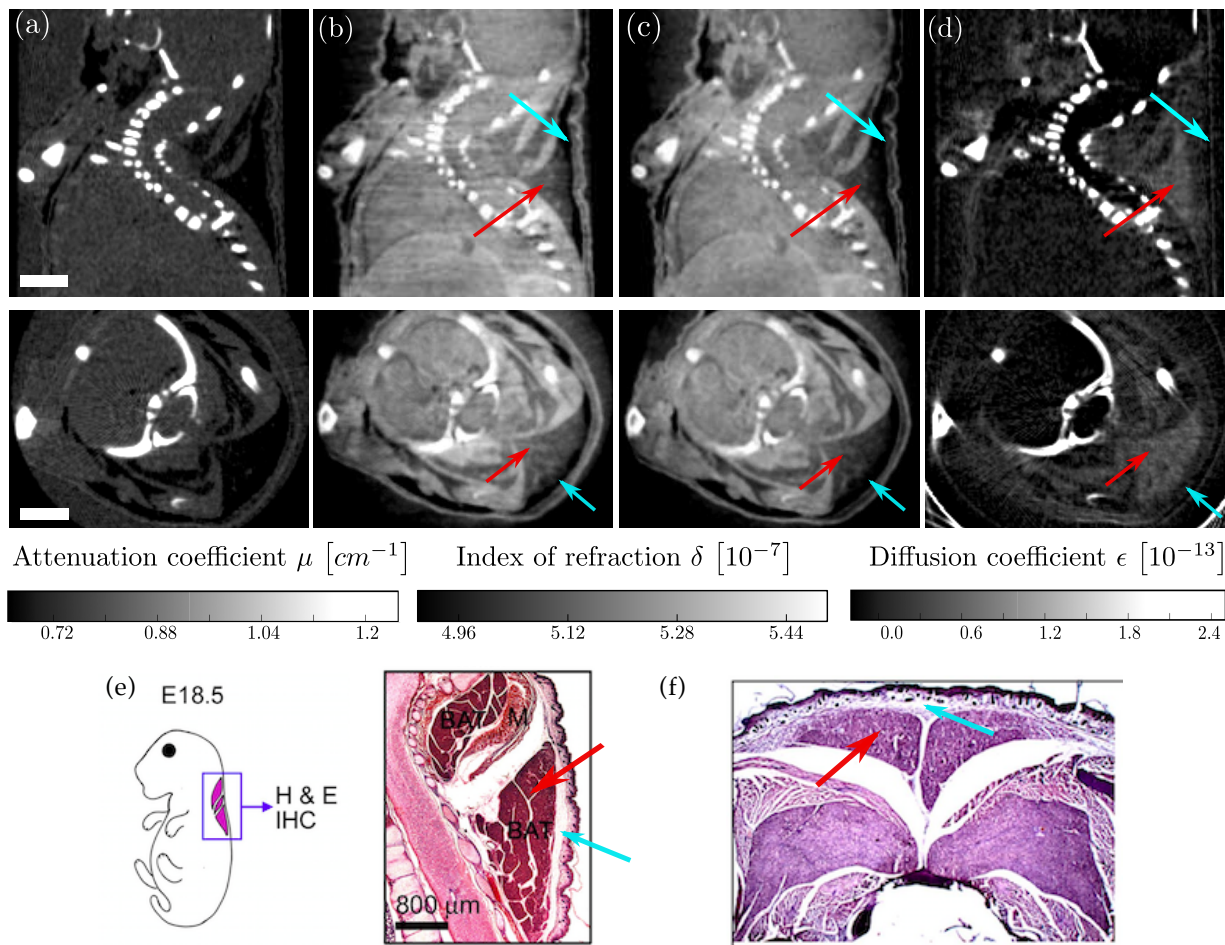 (a)
(b)
(c)
(d)
Attenuation coefficient μ [cm⁻¹]
Index of refraction δ [10⁻⁷]
Diffusion coefficient ϵ [10⁻¹³]
0.72 0.88 1.04 1.2
4.96 5.12 5.28 5.44
0.0 0.6 1.2 1.8 2.4
(e)
E18.5
H & E
IHC
BAT
M
BAT
800 μm
(f)